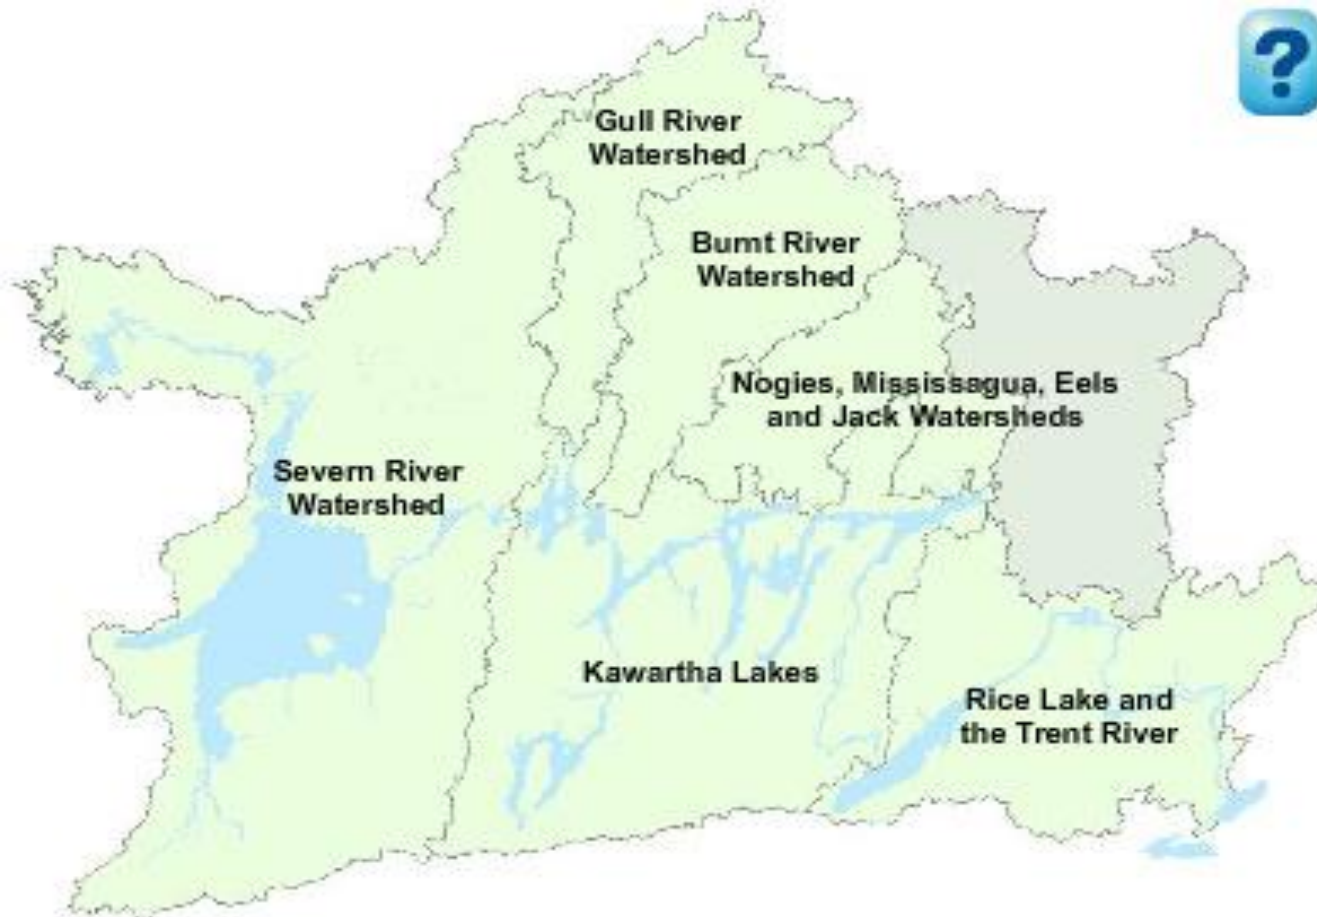 ?
Gull River
Watershed
Burnt River
Watershed
Nogies, Mississagua, Eels
and Jack Watersheds
Severn River
Watershed
Kawartha Lakes
Rice Lake and
the Trent River